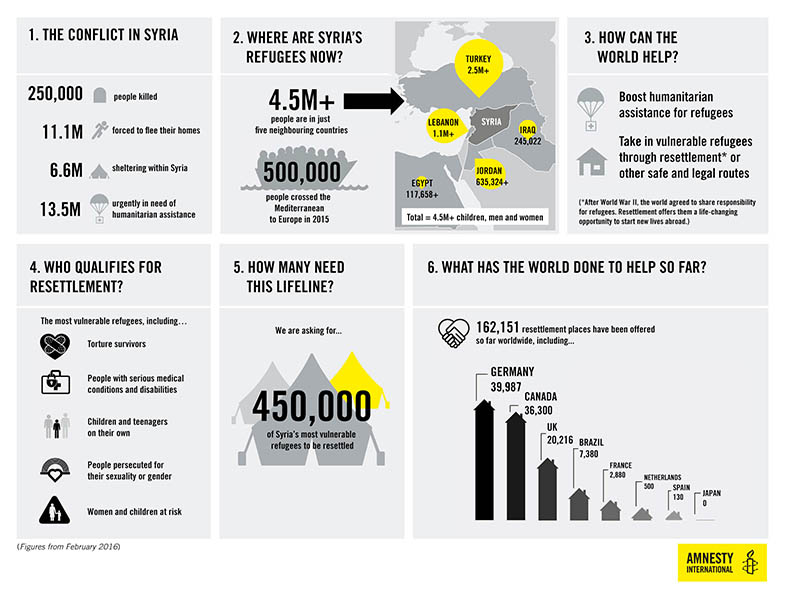 1. THE CONFLICT IN SYRIA
250,000 people killed
11.1M forced to flee their homes
6.6M sheltering within Syria
13.5M urgently in need of
humanitarian assistance
2. WHERE ARE SYRIA'S
REFUGEES NOW?
4.5M+
people are in just
five neighbouring countries
500,000
people crossed the
Mediterranean
to Europe in 2015
TURKEY
2.5M+
LEBANON
1.1M+
SYRIA
IRAQ
245,022
JORDAN
635,324+
EGYPT
117,658+
Total = 4.5M+ children, men and women
3. HOW CAN THE
WORLD HELP?
Boost humanitarian
assistance for refugees
Take in vulnerable refugees
through resettlement* or
other safe and legal routes
(*After World War II, the world agreed to share responsibility
for refugees. Resettlement offers them a life-changing
opportunity to start new lives abroad.)
4. WHO QUALIFIES FOR
RESETTLEMENT?
The most vulnerable refugees, including...
Torture survivors
People with serious medical
conditions and disabilities
Children and teenagers
on their own
People persecuted for
their sexuality or gender
Women and children at risk
5. HOW MANY NEED
THIS LIFELINE?
We are asking for...
450,000
of Syria's most vulnerable
refugees to be resettled
6. WHAT HAS THE WORLD DONE TO HELP SO FAR?
162,151 resettlement places have been offered
so far worldwide, including...
GERMANY
39,987
CANADA
36,300
UK
20,216
BRAZIL
7,380
FRANCE
2,880
NETHERLANDS
500
SPAIN
130
JAPAN
0
(Figures from February 2016)
AMNESTY
INTERNATIONAL